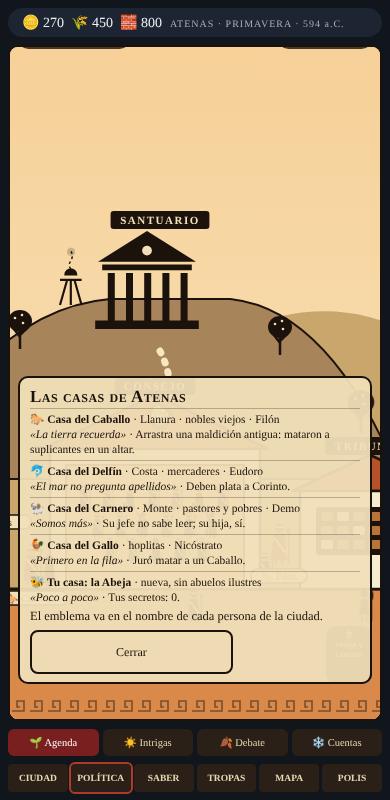 270 450 800 ATENAS · PRIMAVERA · 594 a.C.
SANTUARIO
CONSEJO
LAS CASAS DE ATENAS
Casa del Caballo · Llanura · nobles viejos · Filón
«La tierra recuerda» · Arrastra una maldición antigua: mataron a
suplicantes en un altar.
Casa del Delfín · Costa · mercaderes · Eudoro
«El mar no pregunta apellidos» · Deben plata a Corinto.
Casa del Carnero · Monte · pastores y pobres · Demo
«Somos más» · Su jefe no sabe leer; su hija, sí.
Casa del Gallo · hoplitas · Nicóstrato
«Primero en la fila» · Juró matar a un Caballo.
Tu casa: la Abeja · nueva, sin abuelos ilustres
«Poco a poco» · Tus secretos: 0.
El emblema va en el nombre de cada persona de la ciudad.
Cerrar
Agenda Intrigas Debate Cuentas
CIUDAD POLÍTICA SABER TROPAS MAPA POLIS